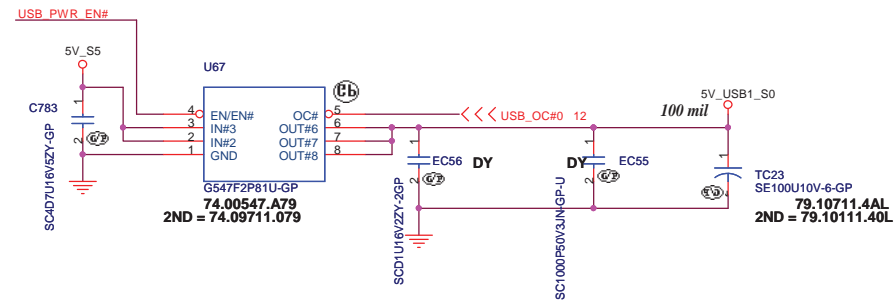 USB_PWR_EN#
5V_S5
U67
C783
1
2
SC4D7U16V5ZY-GP
4
3
2
1
EN/EN#
IN#3
IN#2
GND
OC#
OUT#6
OUT#7
OUT#8
5
6
7
8
G547F2P81U-GP
74.00547.A79
2ND = 74.09711.079
USB_OC#0 12
5V_USB1_S0
100 mil
1
2
EC56
DY
SCD1U16V2ZY-2GP
DY
1
2
EC55
SC1000P50V3JN-GP-U
1
TC23
SE100U10V-6-GP
79.10711.4AL
2ND = 79.10111.40L